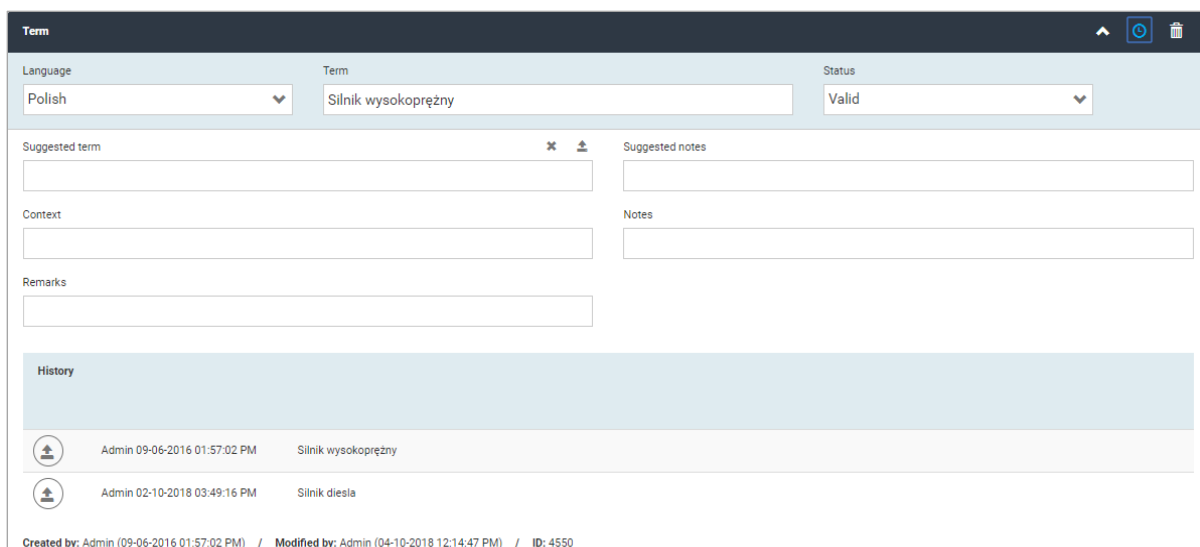 Term
Language Term Status
Polish Silnik wysokoprężny Valid
Suggested term Suggested notes
Context Notes
Remarks
History
Admin 09-06-2016 01:57:02 PM Silnik wysokoprężny
Admin 02-10-2018 03:49:16 PM Silnik diesla
Created by: Admin (09-06-2016 01:57:02 PM) / Modified by: Admin (04-10-2018 12:14:47 PM) / ID: 4550